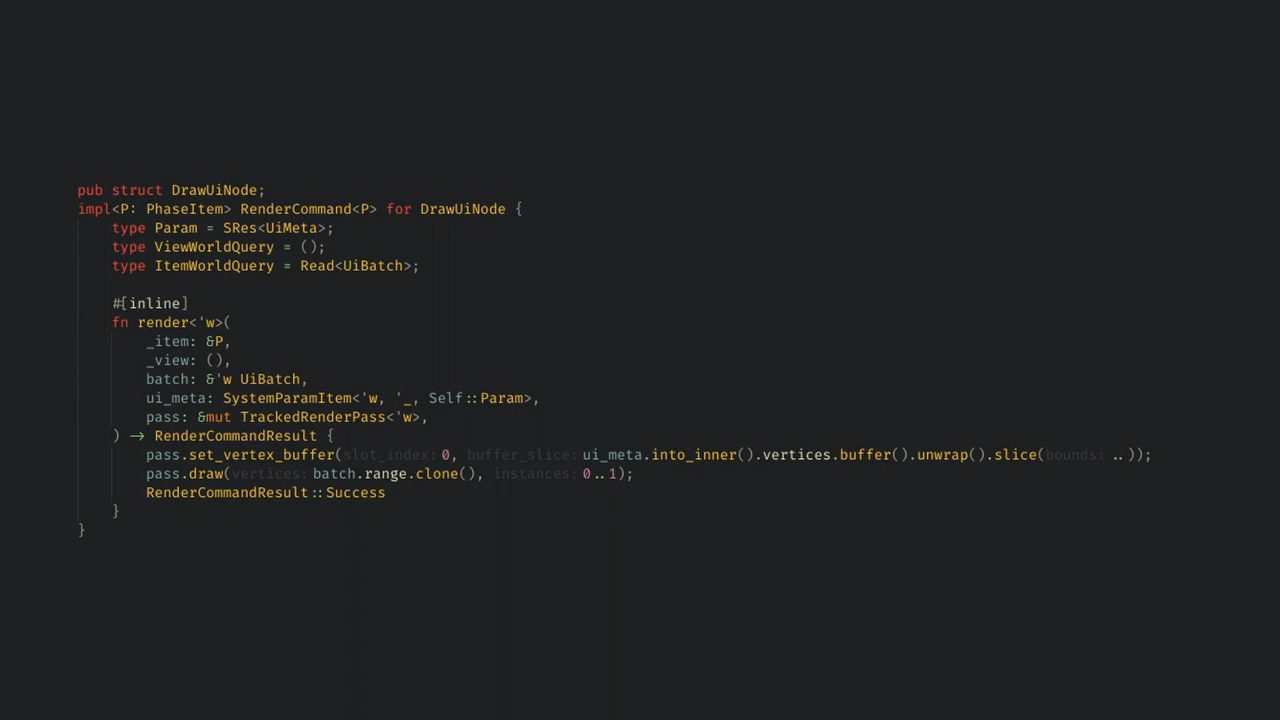 pub struct DrawUiNode;
impl<P: PhaseItem> RenderCommand<P> for DrawUiNode {
    type Param = SRes<UiMeta>;
    type ViewWorldQuery = ();
    type ItemWorldQuery = Read<UiBatch>;

    #[inline]
    fn render<'w>(
        _item: &P,
        _view: (),
        batch: &'w UiBatch,
        ui_meta: SystemParamItem<'w, '_, Self::Param>,
        pass: &mut TrackedRenderPass<'w>,
    ) -> RenderCommandResult {
        pass.set_vertex_buffer(slot_index: 0, buffer_slice: ui_meta.into_inner().vertices.buffer().unwrap().slice(bounds: ..));
        pass.draw(vertices: batch.range.clone(), instances: 0..1);
        RenderCommandResult::Success
    }
}